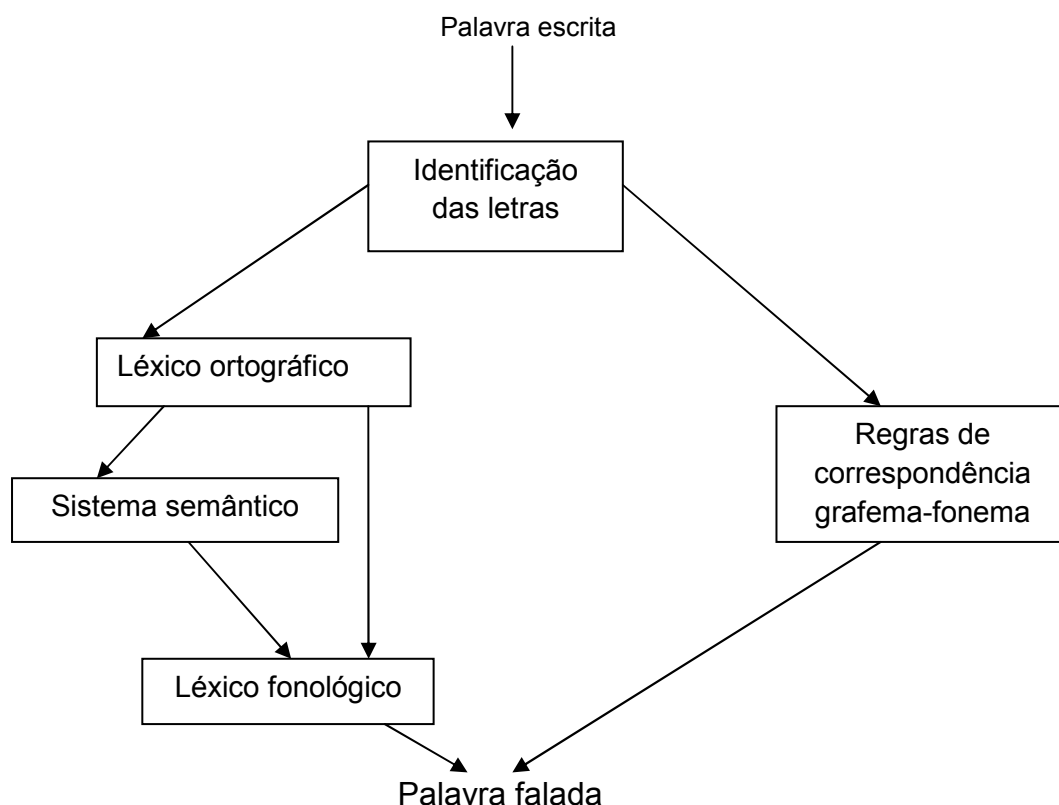 Palavra escrita
Identificação
das letras
Léxico ortográfico
Sistema semântico
Regras de
correspondência
grafema-fonema
Léxico fonológico
Palavra falada